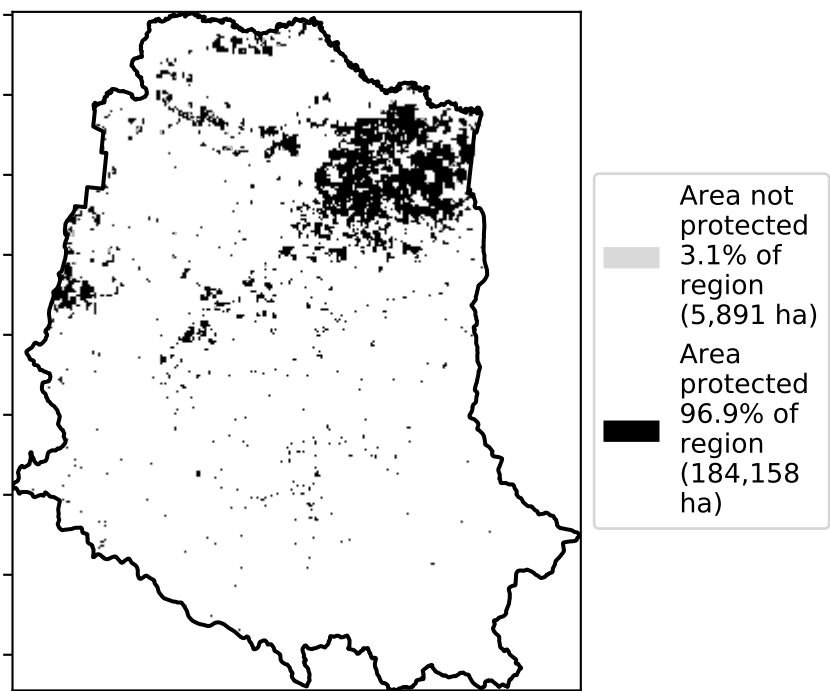 Area not
protected
3.1% of
region
(5,891 ha)
Area
protected
96.9% of
region
(184,158
ha)